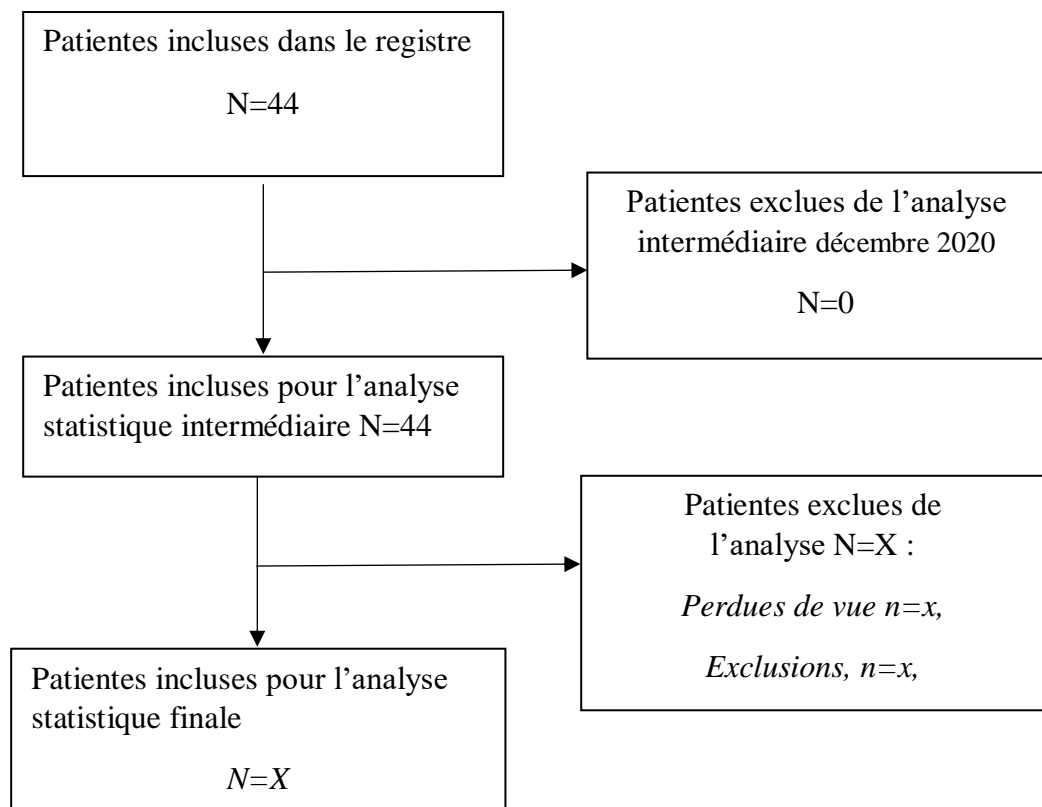 Patientes incluses dans le registre
N=44
Patientes exclues de l’analyse
intermédiaire décembre 2020
N=0
Patientes incluses pour l’analyse
statistique intermédiaire N=44
Patientes exclues de
l’analyse N=X :
Perdues de vue n=x,
Exclusions, n=x,
Patientes incluses pour l’analyse
statistique finale
N=X